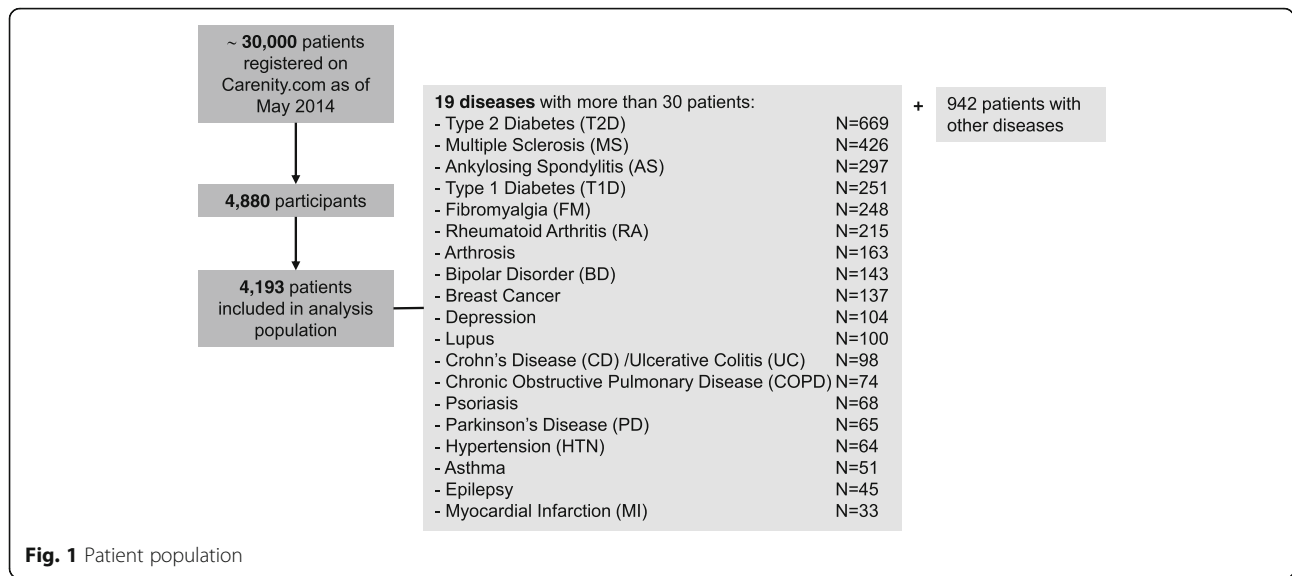 ~ 30,000 patients
registered on
Carenity.com as of
May 2014
4,880 participants
4,193 patients
included in analysis
population
19 diseases with more than 30 patients:
- Type 2 Diabetes (T2D) N=669
- Multiple Sclerosis (MS) N=426
- Ankylosing Spondylitis (AS) N=297
- Type 1 Diabetes (T1D) N=251
- Fibromyalgia (FM) N=248
- Rheumatoid Arthritis (RA) N=215
- Arthrosis N=163
- Bipolar Disorder (BD) N=143
- Breast Cancer N=137
- Depression N=104
- Lupus N=100
- Crohn's Disease (CD) /Ulcerative Colitis (UC) N=98
- Chronic Obstructive Pulmonary Disease (COPD) N=74
- Psoriasis N=68
- Parkinson's Disease (PD) N=65
- Hypertension (HTN) N=64
- Asthma N=51
- Epilepsy N=45
- Myocardial Infarction (MI) N=33
+
942 patients with
other diseases
Fig. 1 Patient population